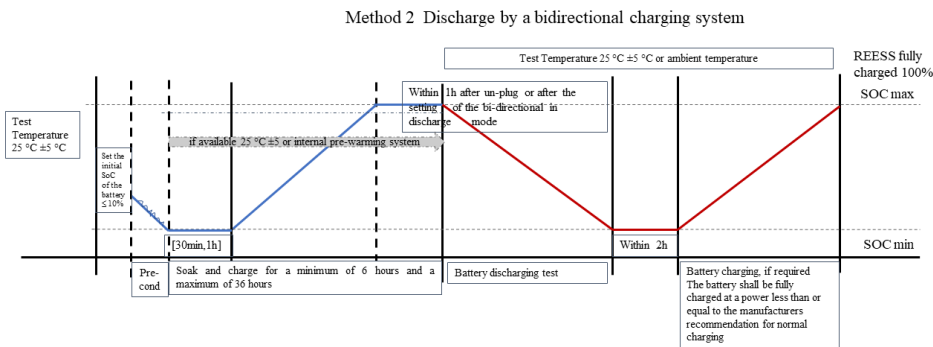 Method 2 Discharge by a bidirectional charging system
Test Temperature 25 °C ±5 °C or ambient temperature
REESS fully
charged 100%
SOC max
Within 1h after un-plug or after the
setting of the bi-directional in
discharge mode
Test
Temperature
25 °C ±5 °C
if available 25 °C ±5 or internal pre-warming system
Set the
initial
SoC
of the
battery
≤ 10%
[30min,1h]
Within 2h
SOC min
Pre-
cond
Soak and charge for a minimum of 6 hours and a
maximum of 36 hours
Battery discharging test
Battery charging, if required
The battery shall be fully
charged at a power less than or
equal to the manufacturers
recommendation for normal
charging